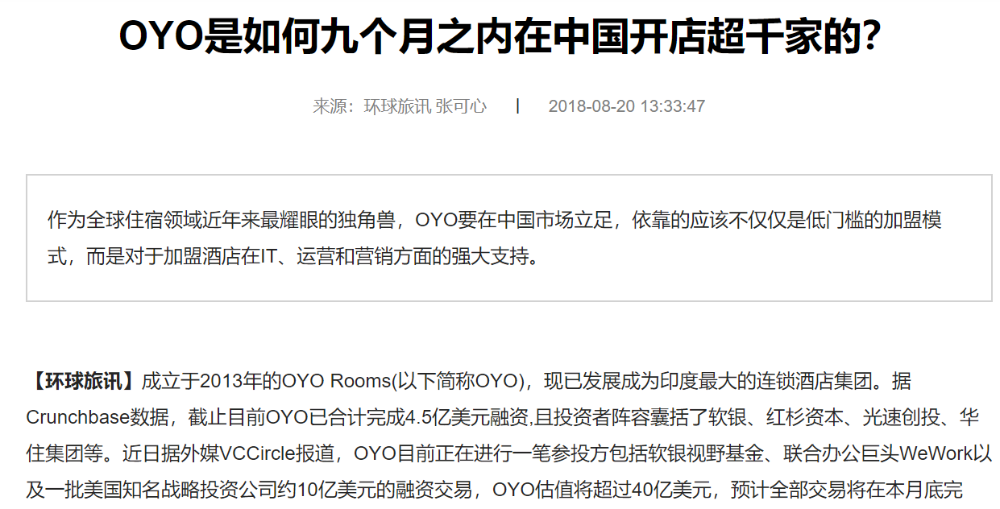 OYO是如何九个月之内在中国开店超千家的？
来源：环球旅讯 张可心 | 2018-08-20 13:33:47
作为全球住宿领域近年来最耀眼的独角兽，OYO要在中国市场立足，依靠的应该不仅仅是低门槛的加盟模
式，而是对于加盟酒店在IT、运营和营销方面的强大支持。
【环球旅讯】成立于2013年的OYO Rooms(以下简称OYO)，现已发展成为印度最大的连锁酒店集团。据
Crunchbase数据，截止目前OYO已合计完成4.5亿美元融资,且投资者阵容囊括了软银、红杉资本、光速创投、华
住集团等。近日据外媒VCCircle报道，OYO目前正在进行一笔参投方包括软银视野基金、联合办公巨头WeWork以
及一批美国知名战略投资公司约10亿美元的融资交易，OYO估值将超过40亿美元，预计全部交易将在本月底完